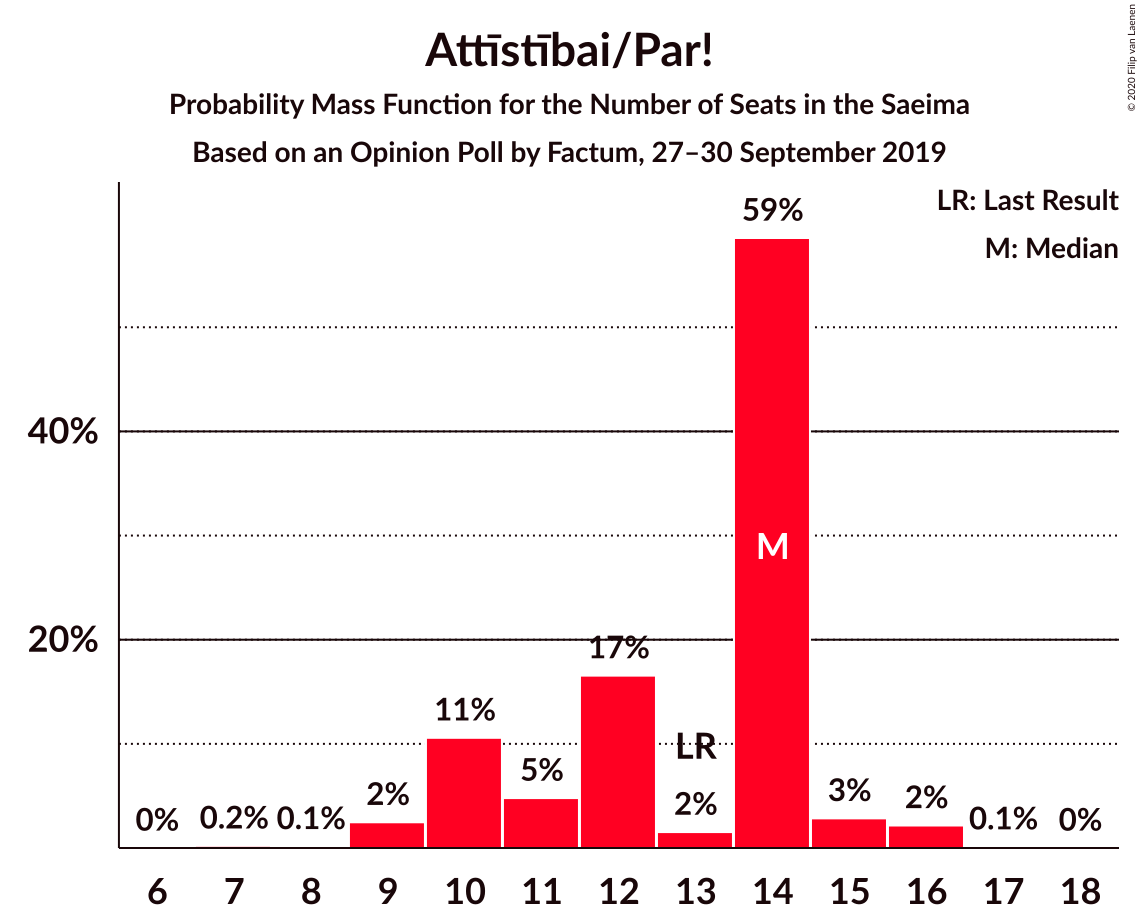 Attīstībai/Par!
Probability Mass Function for the Number of Seats in the Saeima
Based on an Opinion Poll by Factum, 27–30 September 2019
© 2020 Filip van Laenen
LR: Last Result
M: Median
59%
40%
M
20%
17%
11%
LR
5%
2%
2%
3%
2%
0%
0.2%
0.1%
0.1%
0%
6 7 8 9 10 11 12 13 14 15 16 17 18